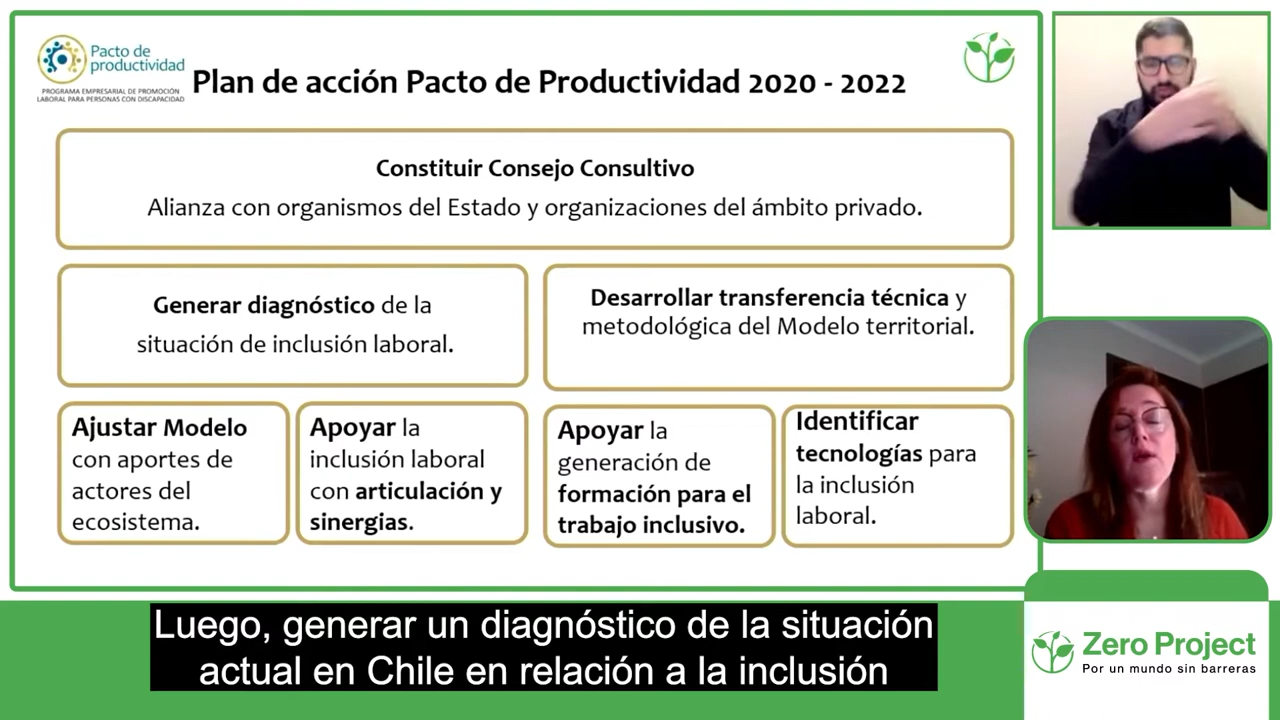 Pacto de
productividad
PROGRAMA EMPRESARIAL DE PROMOCIÓN
LABORAL PARA PERSONAS CON DISCAPACIDAD
Plan de acción Pacto de Productividad 2020 - 2022
Constituir Consejo Consultivo
Alianza con organismos del Estado y organizaciones del ámbito privado.
Generar diagnóstico de la
situación de inclusión laboral.
Desarrollar transferencia técnica y
metodológica del Modelo territorial.
Ajustar Modelo
con aportes de
actores del
ecosistema.
Apoyar la
inclusión laboral
con articulación y
sinergias.
Apoyar la
generación de
formación para el
trabajo inclusivo.
Identificar
tecnologías para
la inclusión
laboral.
Luego, generar un diagnóstico de la situación
actual en Chile en relación a la inclusión
Zero Project
Por un mundo sin barreras